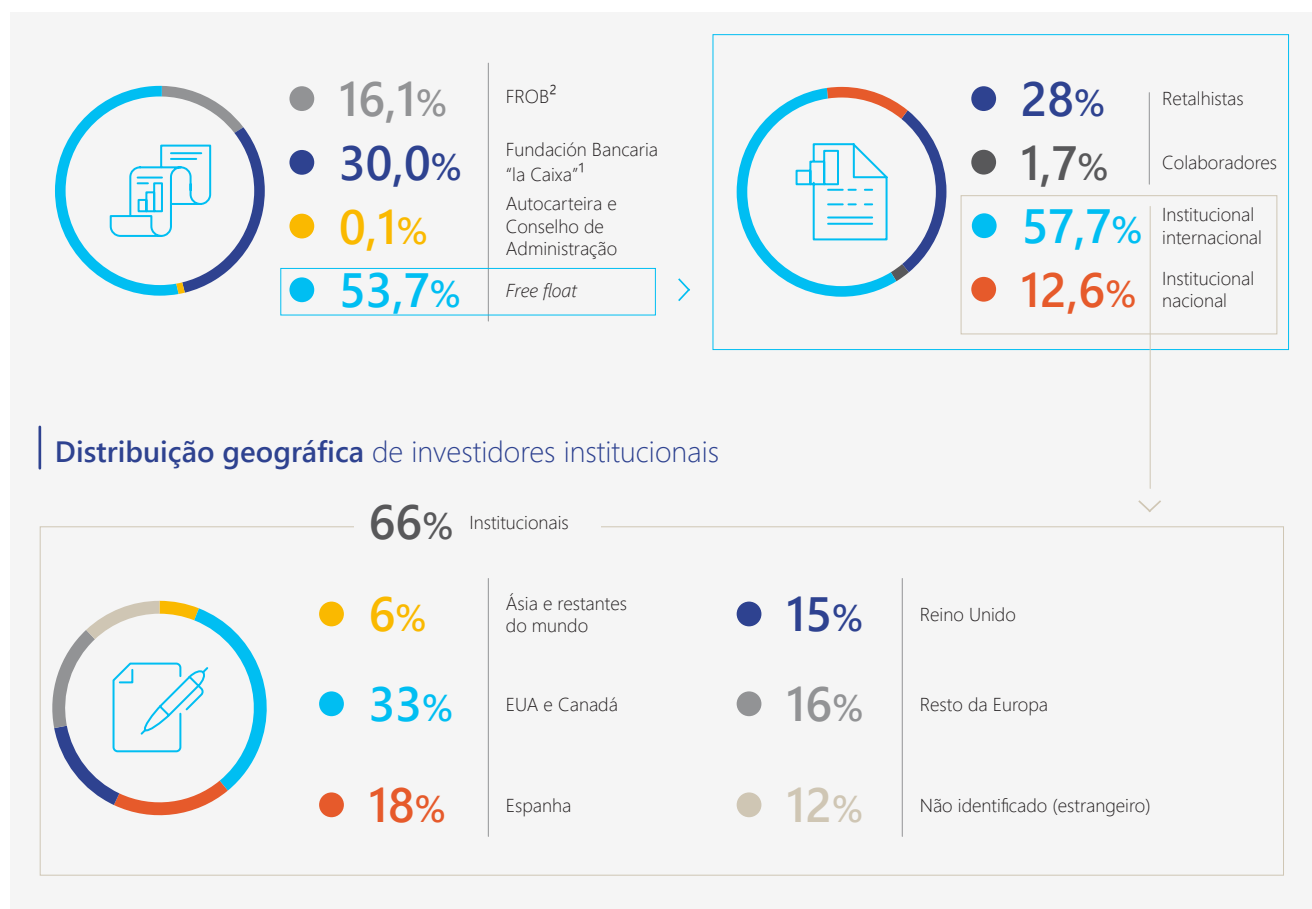 16,1%
FROB²
30,0%
Fundación Bancaria
“la Caixa”¹
0,1%
Autocarteira e
Conselho de
Administração
53,7%
Free float
28%
Retalhistas
1,7%
Colaboradores
57,7%
Institucional
internacional
12,6%
Institucional
nacional
Distribuição geográfica de investidores institucionais
66% Institucionais
6%
Ásia e restantes
do mundo
33%
EUA e Canadá
18%
Espanha
15%
Reino Unido
16%
Resto da Europa
12%
Não identificado (estrangeiro)